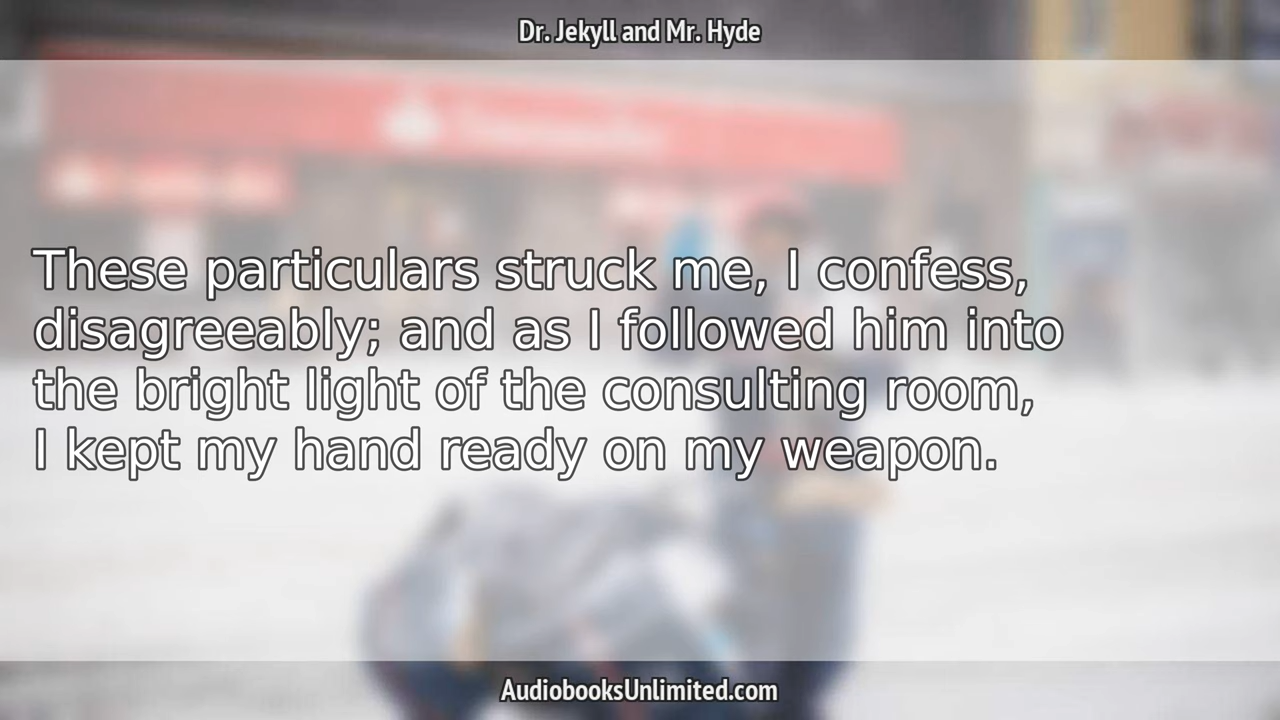 Dr. Jekyll and Mr. Hyde
These particulars struck me, I confess,
disagreeably; and as I followed him into
the bright light of the consulting room,
I kept my hand ready on my weapon.
AudiobooksUnlimited.com